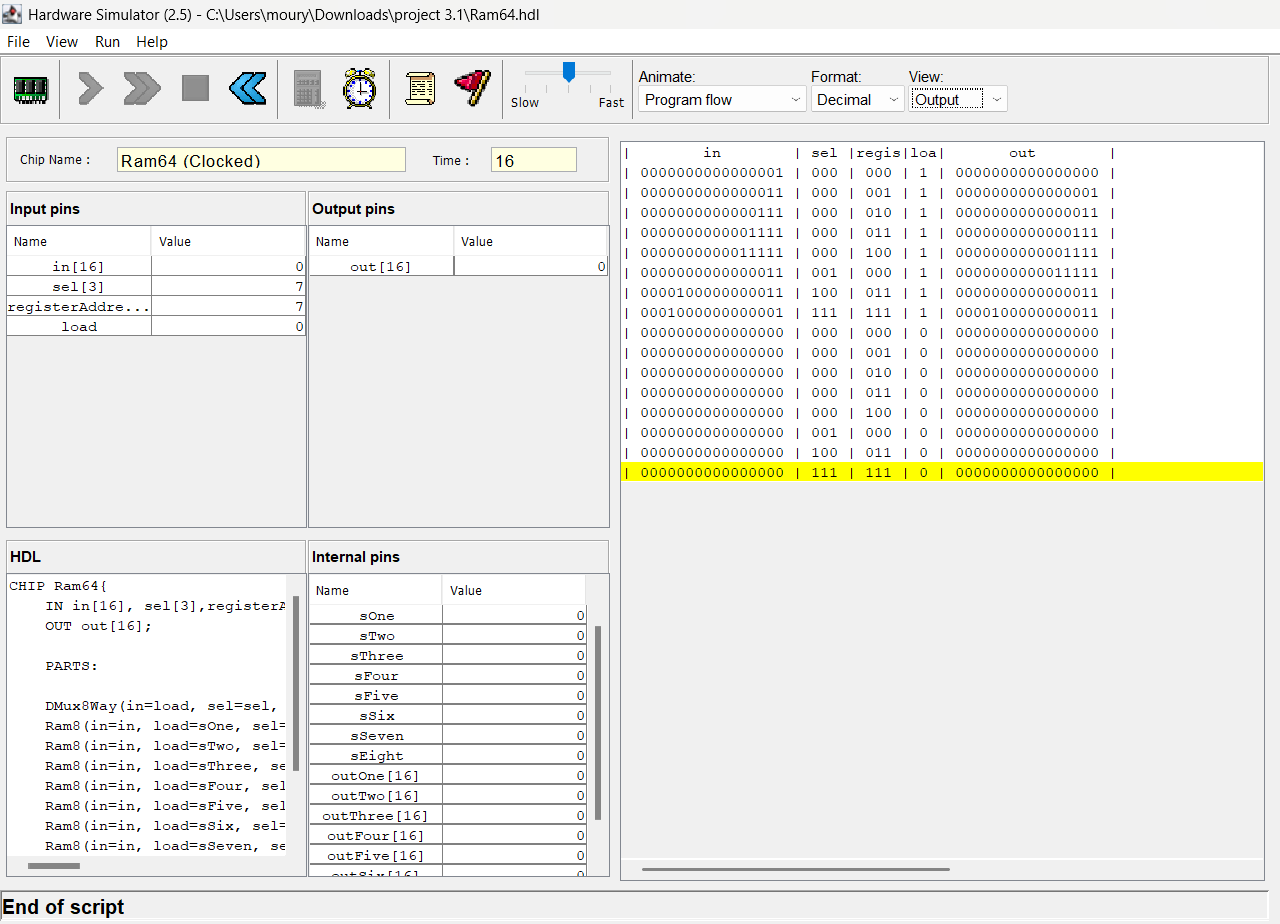 Hardware Simulator (2.5) - C:\Users\moury\Downloads\project 3.1\Ram64.hdl
File View Run Help
Slow Fast
Animate: Format: View:
Program flow Decimal Output
Chip Name : Ram64 (Clocked) Time : 16
Input pins
Name Value
in[16] 0
sel[3] 7
registerAddre... 7
load 0
Output pins
Name Value
out[16] 0
HDL
CHIP Ram64{
IN in[16], sel[3],registerA
OUT out[16];
PARTS:
DMux8Way(in=load, sel=sel,
Ram8(in=in, load=sOne, sel=
Ram8(in=in, load=sTwo, sel=
Ram8(in=in, load=sThree, se
Ram8(in=in, load=sFour, sel
Ram8(in=in, load=sFive, sel
Ram8(in=in, load=sSix, sel=
Ram8(in=in, load=sSeven, se
Internal pins
Name Value
sOne 0
sTwo 0
sThree 0
sFour 0
sFive 0
sSix 0
sSeven 0
sEight 0
outOne[16] 0
outTwo[16] 0
outThree[16] 0
outFour[16] 0
outFive[16] 0
outSix[16] 0
| in | sel |regis|loa| out |
| 0000000000000001 | 000 | 000 | 1 | 0000000000000000 |
| 0000000000000011 | 000 | 001 | 1 | 0000000000000001 |
| 0000000000000111 | 000 | 010 | 1 | 0000000000000011 |
| 0000000000001111 | 000 | 011 | 1 | 0000000000000111 |
| 0000000000011111 | 000 | 100 | 1 | 0000000000001111 |
| 0000000000000011 | 001 | 000 | 1 | 0000000000011111 |
| 0000100000000011 | 100 | 011 | 1 | 0000000000000011 |
| 0001000000000001 | 111 | 111 | 1 | 0000100000000011 |
| 0000000000000000 | 000 | 000 | 0 | 0000000000000000 |
| 0000000000000000 | 000 | 001 | 0 | 0000000000000000 |
| 0000000000000000 | 000 | 010 | 0 | 0000000000000000 |
| 0000000000000000 | 000 | 011 | 0 | 0000000000000000 |
| 0000000000000000 | 000 | 100 | 0 | 0000000000000000 |
| 0000000000000000 | 001 | 000 | 0 | 0000000000000000 |
| 0000000000000000 | 100 | 011 | 0 | 0000000000000000 |
| 0000000000000000 | 111 | 111 | 0 | 0000000000000000 |
End of script